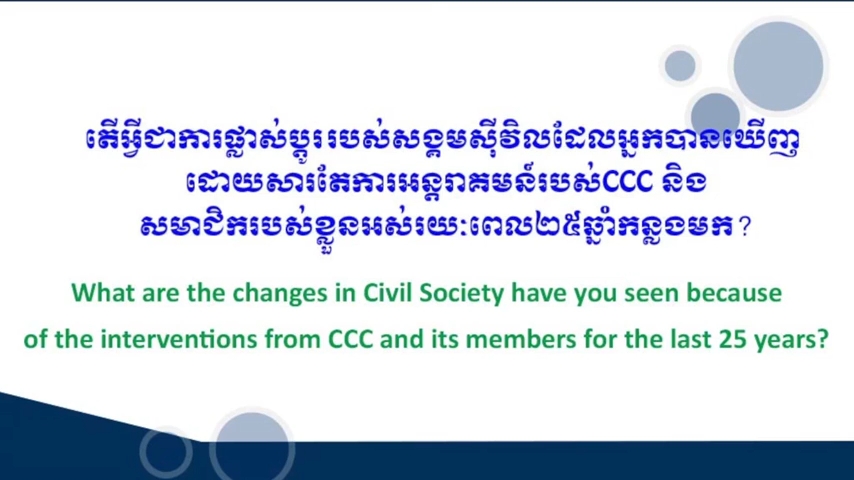 តើអ្វីជាការផ្លាស់ប្ដូររបស់សង្គមស៊ីវិលដែលអ្នកបានឃើញ
ដោយសារតែការអន្តរាគមន៍របស់CCC និង
សមាជិករបស់ខ្លួនអស់រយៈពេល២៥ឆ្នាំកន្លងមក?
What are the changes in Civil Society have you seen because
of the interventions from CCC and its members for the last 25 years?